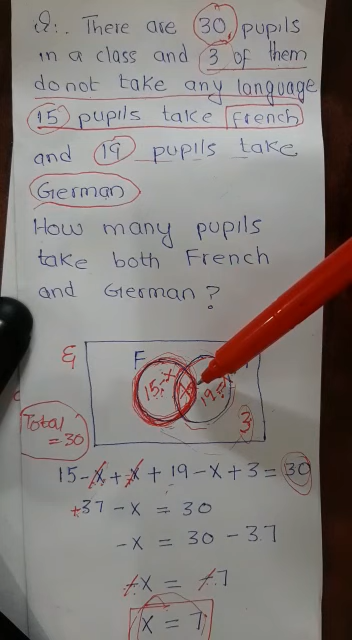 Q:. There are 30 pupils
in a class and 3 of them
do not take any language
15 pupils take french
and 19 pupils take
German
How many pupils
take both French
and German?
ξ F
15-x x 19-x
3
Total
= 30
15-x+x+19-x+3=30
+37-x = 30
-x = 30-37
-x = -7
x = 7